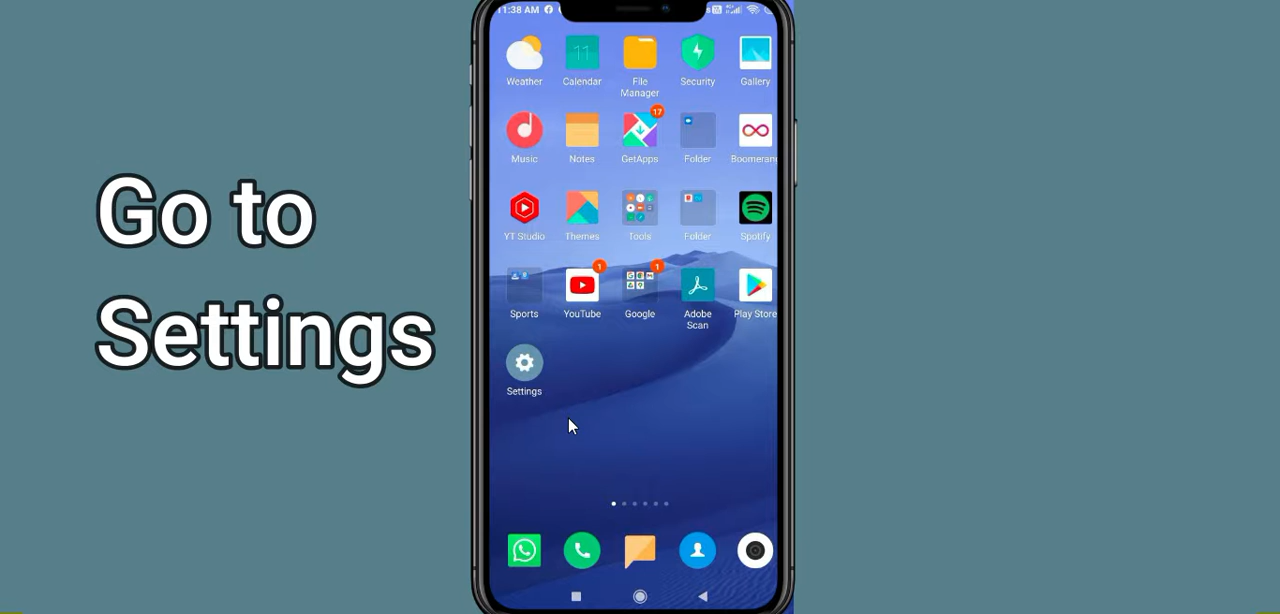 Go to
Settings
11:38 AM
Weather
Calendar
File
Manager
Security
Gallery
11
Music
Notes
GetApps
Folder
Boomeran
17
YT Studio
Themes
Tools
Folder
Spotify
Sports
YouTube
Google
Adobe
Scan
Play Store
1
1
Settings